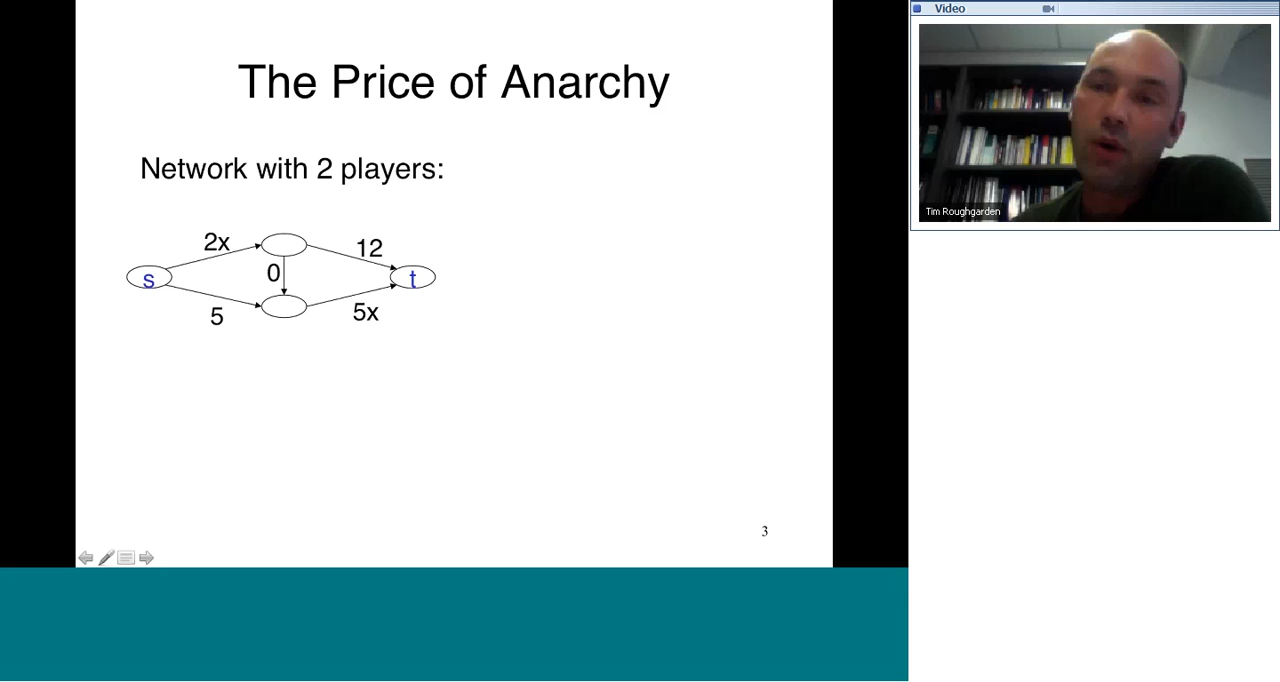 The Price of Anarchy
Network with 2 players:
2x
12
s
0
t
5
5x
3
Video
Tim Roughgarden